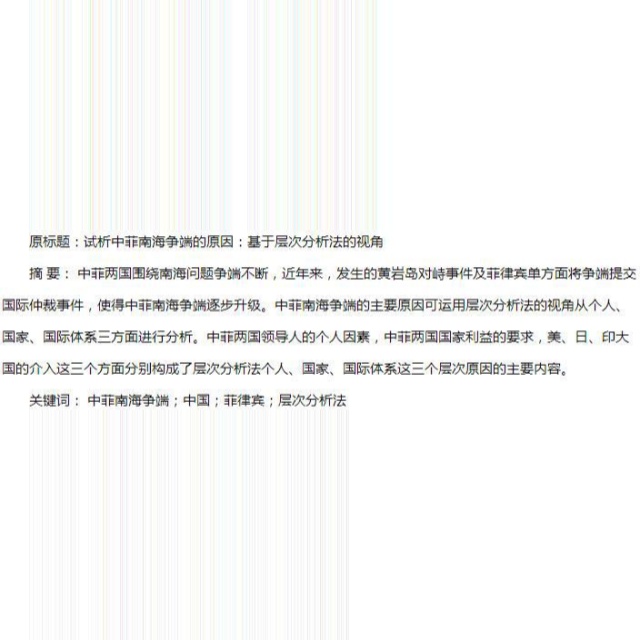 原标题：试析中菲南海争端的原因：基于层次分析法的视角
摘 要： 中菲两国围绕南海问题争端不断，近年来，发生的黄岩岛对峙事件及菲律宾单方面将争端提交
国际仲裁事件，使得中菲南海争端逐步升级。中菲南海争端的主要原因可运用层次分析法的视角从个人、
国家、国际体系三方面进行分析。中菲两国领导人的个人因素，中菲两国国家利益的要求，美、日、印大
国的介入这三个方面分别构成了层次分析法个人、国家、国际体系这三个层次原因的主要内容。
关键词： 中菲南海争端；中国；菲律宾；层次分析法